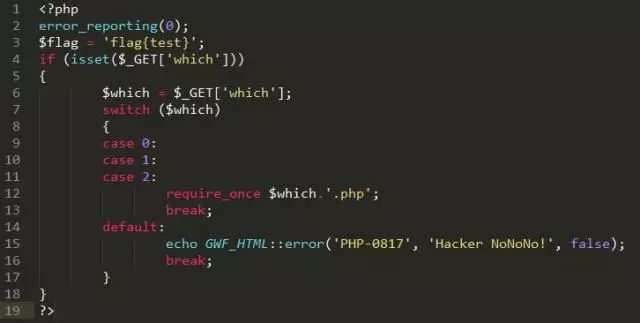 1 <?php
2 error_reporting(0);
3 $flag = 'flag{test}';
4 if (isset($_GET['which']))
5 {
6 $which = $_GET['which'];
7 switch ($which)
8 {
9 case 0:
10 case 1:
11 case 2:
12 require_once $which.'.php';
13 break;
14 default:
15 echo GWF_HTML::error('PHP-0817', 'Hacker NoNoNo!', false);
16 break;
17 }
18 }
19 ?>